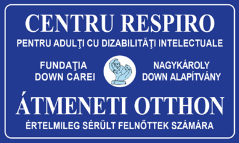 CENTRU RESPIRO
PENTRU ADULȚI CU DIZABILITĂȚI INTELECTUALE
FUNDAȚIA DOWN CAREI
NAGYKÁROLY DOWN ALAPÍTVÁNY
ÁTMENETI OTTHON
ÉRTELMILEG SÉRÜLT FELNŐTTEK SZÁMÁRA